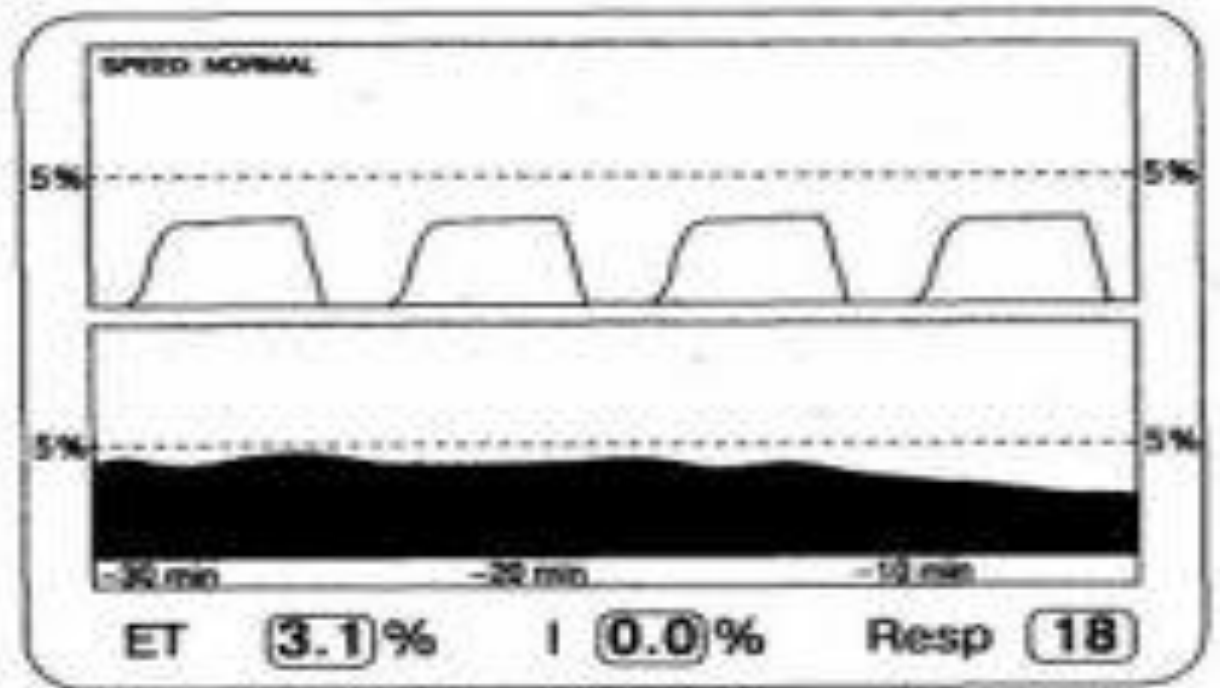 SPEED: NORMAL
5% 5%
5% 5%
-30 min -20 min -10 min
ET 3.1% I 0.0% Resp 18